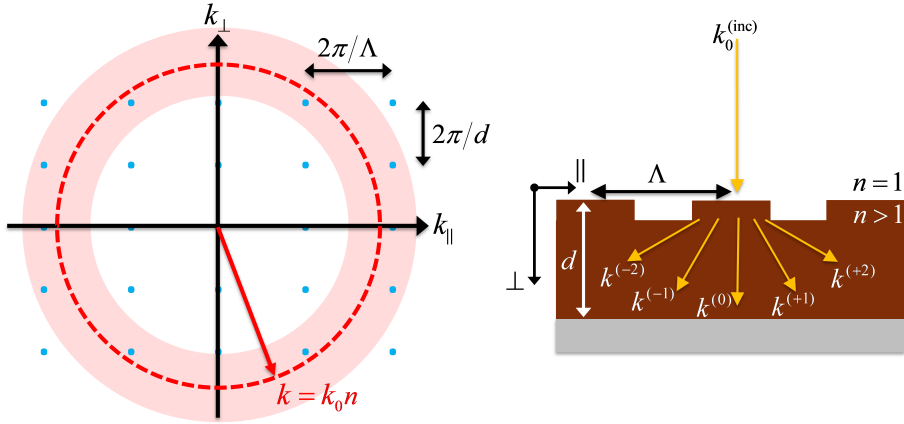 k⊥
2π/Λ
2π/d
k∥
k = k₀n
k₀⁽ⁱⁿᶜ⁾
∥
Λ
n = 1
n > 1
⊥
d
k⁽⁻²⁾
k⁽⁻¹⁾
k⁽⁰⁾
k⁽⁺¹⁾
k⁽⁺²⁾